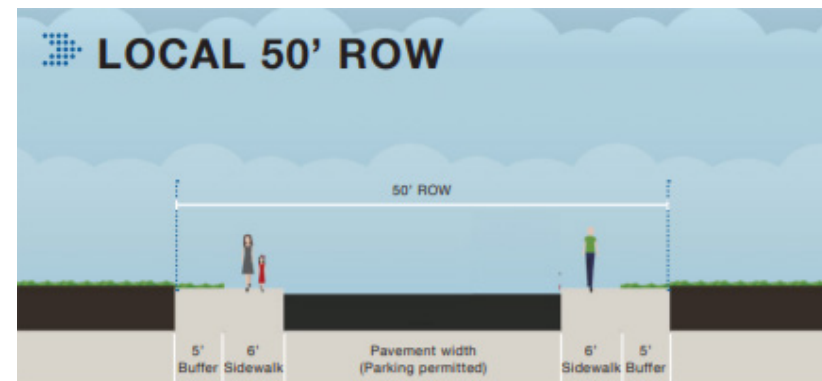 LOCAL 50’ ROW
50’ ROW
5’ Buffer
6’ Sidewalk
Pavement width
(Parking permitted)
6’ Sidewalk
5’ Buffer